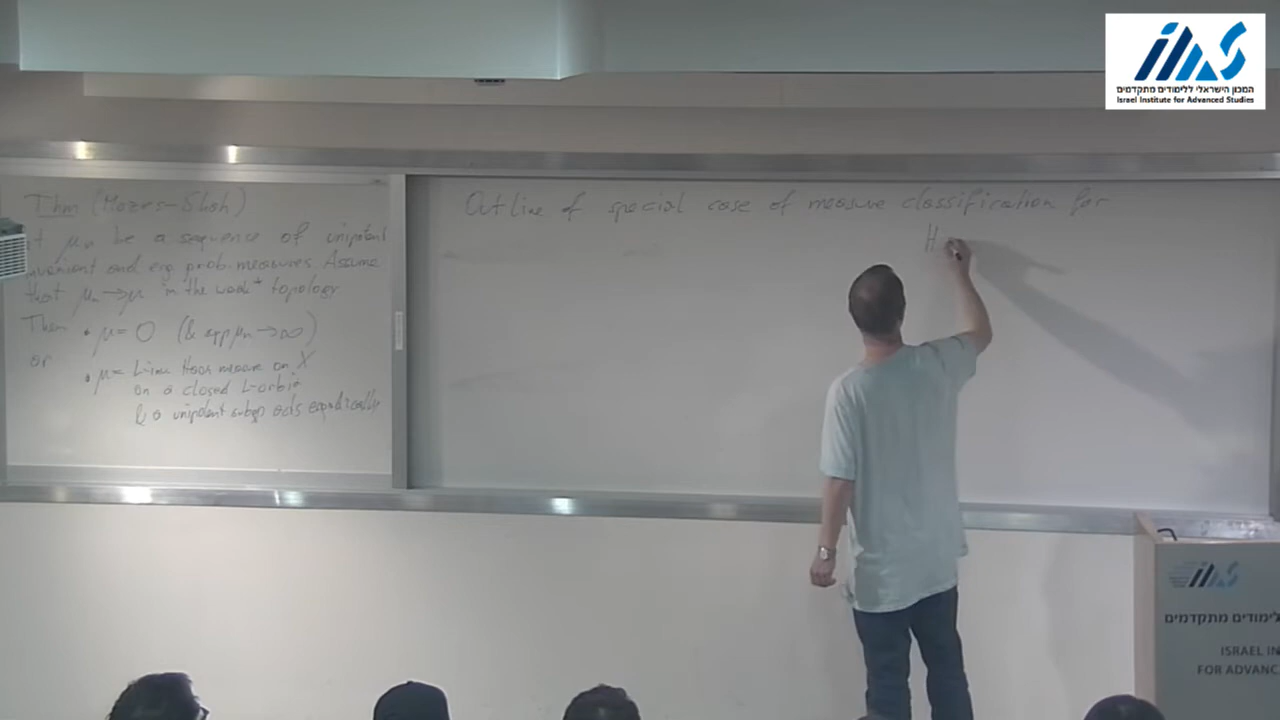 המכון הישראלי ללימודים מתקדמים
Israel Institute for Advanced Studies
Thm (Mozes-Shah)
μn be a sequence of unipotent
and erg prob. measures. Assume
that μn → μ in the weak* topology
Then • μ = 0 (& supp μn → ∞)
or
• μ = L-inv Haar measure on X
on a closed L-orbit
& a unipotent subgp acts ergodically
Outline of special case of measure classification for
H
לימודים מתקדמים
ISRAEL IN
FOR ADVANC